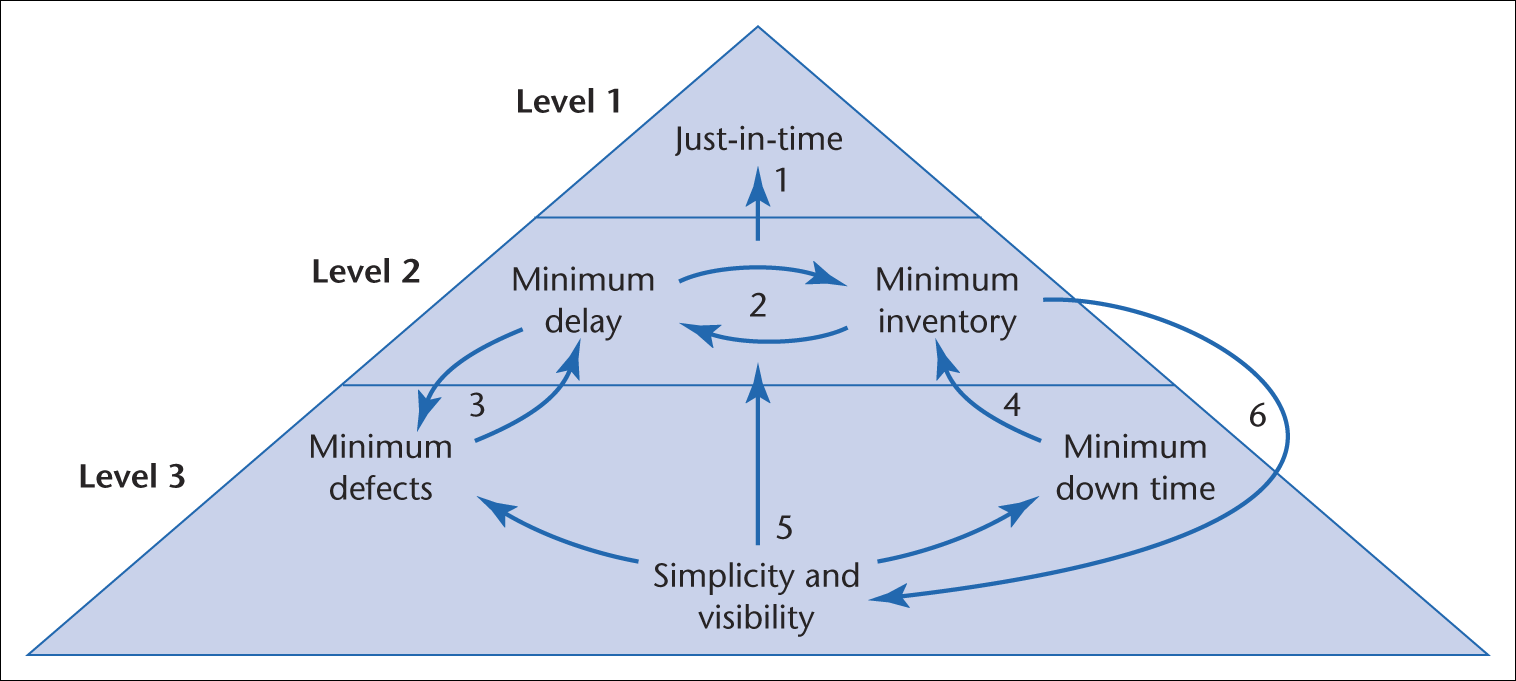 Level 1
Just-in-time
1
Level 2
Minimum
delay
2
Minimum
inventory
3
4
6
Level 3
Minimum
defects
Minimum
down time
5
Simplicity and
visibility